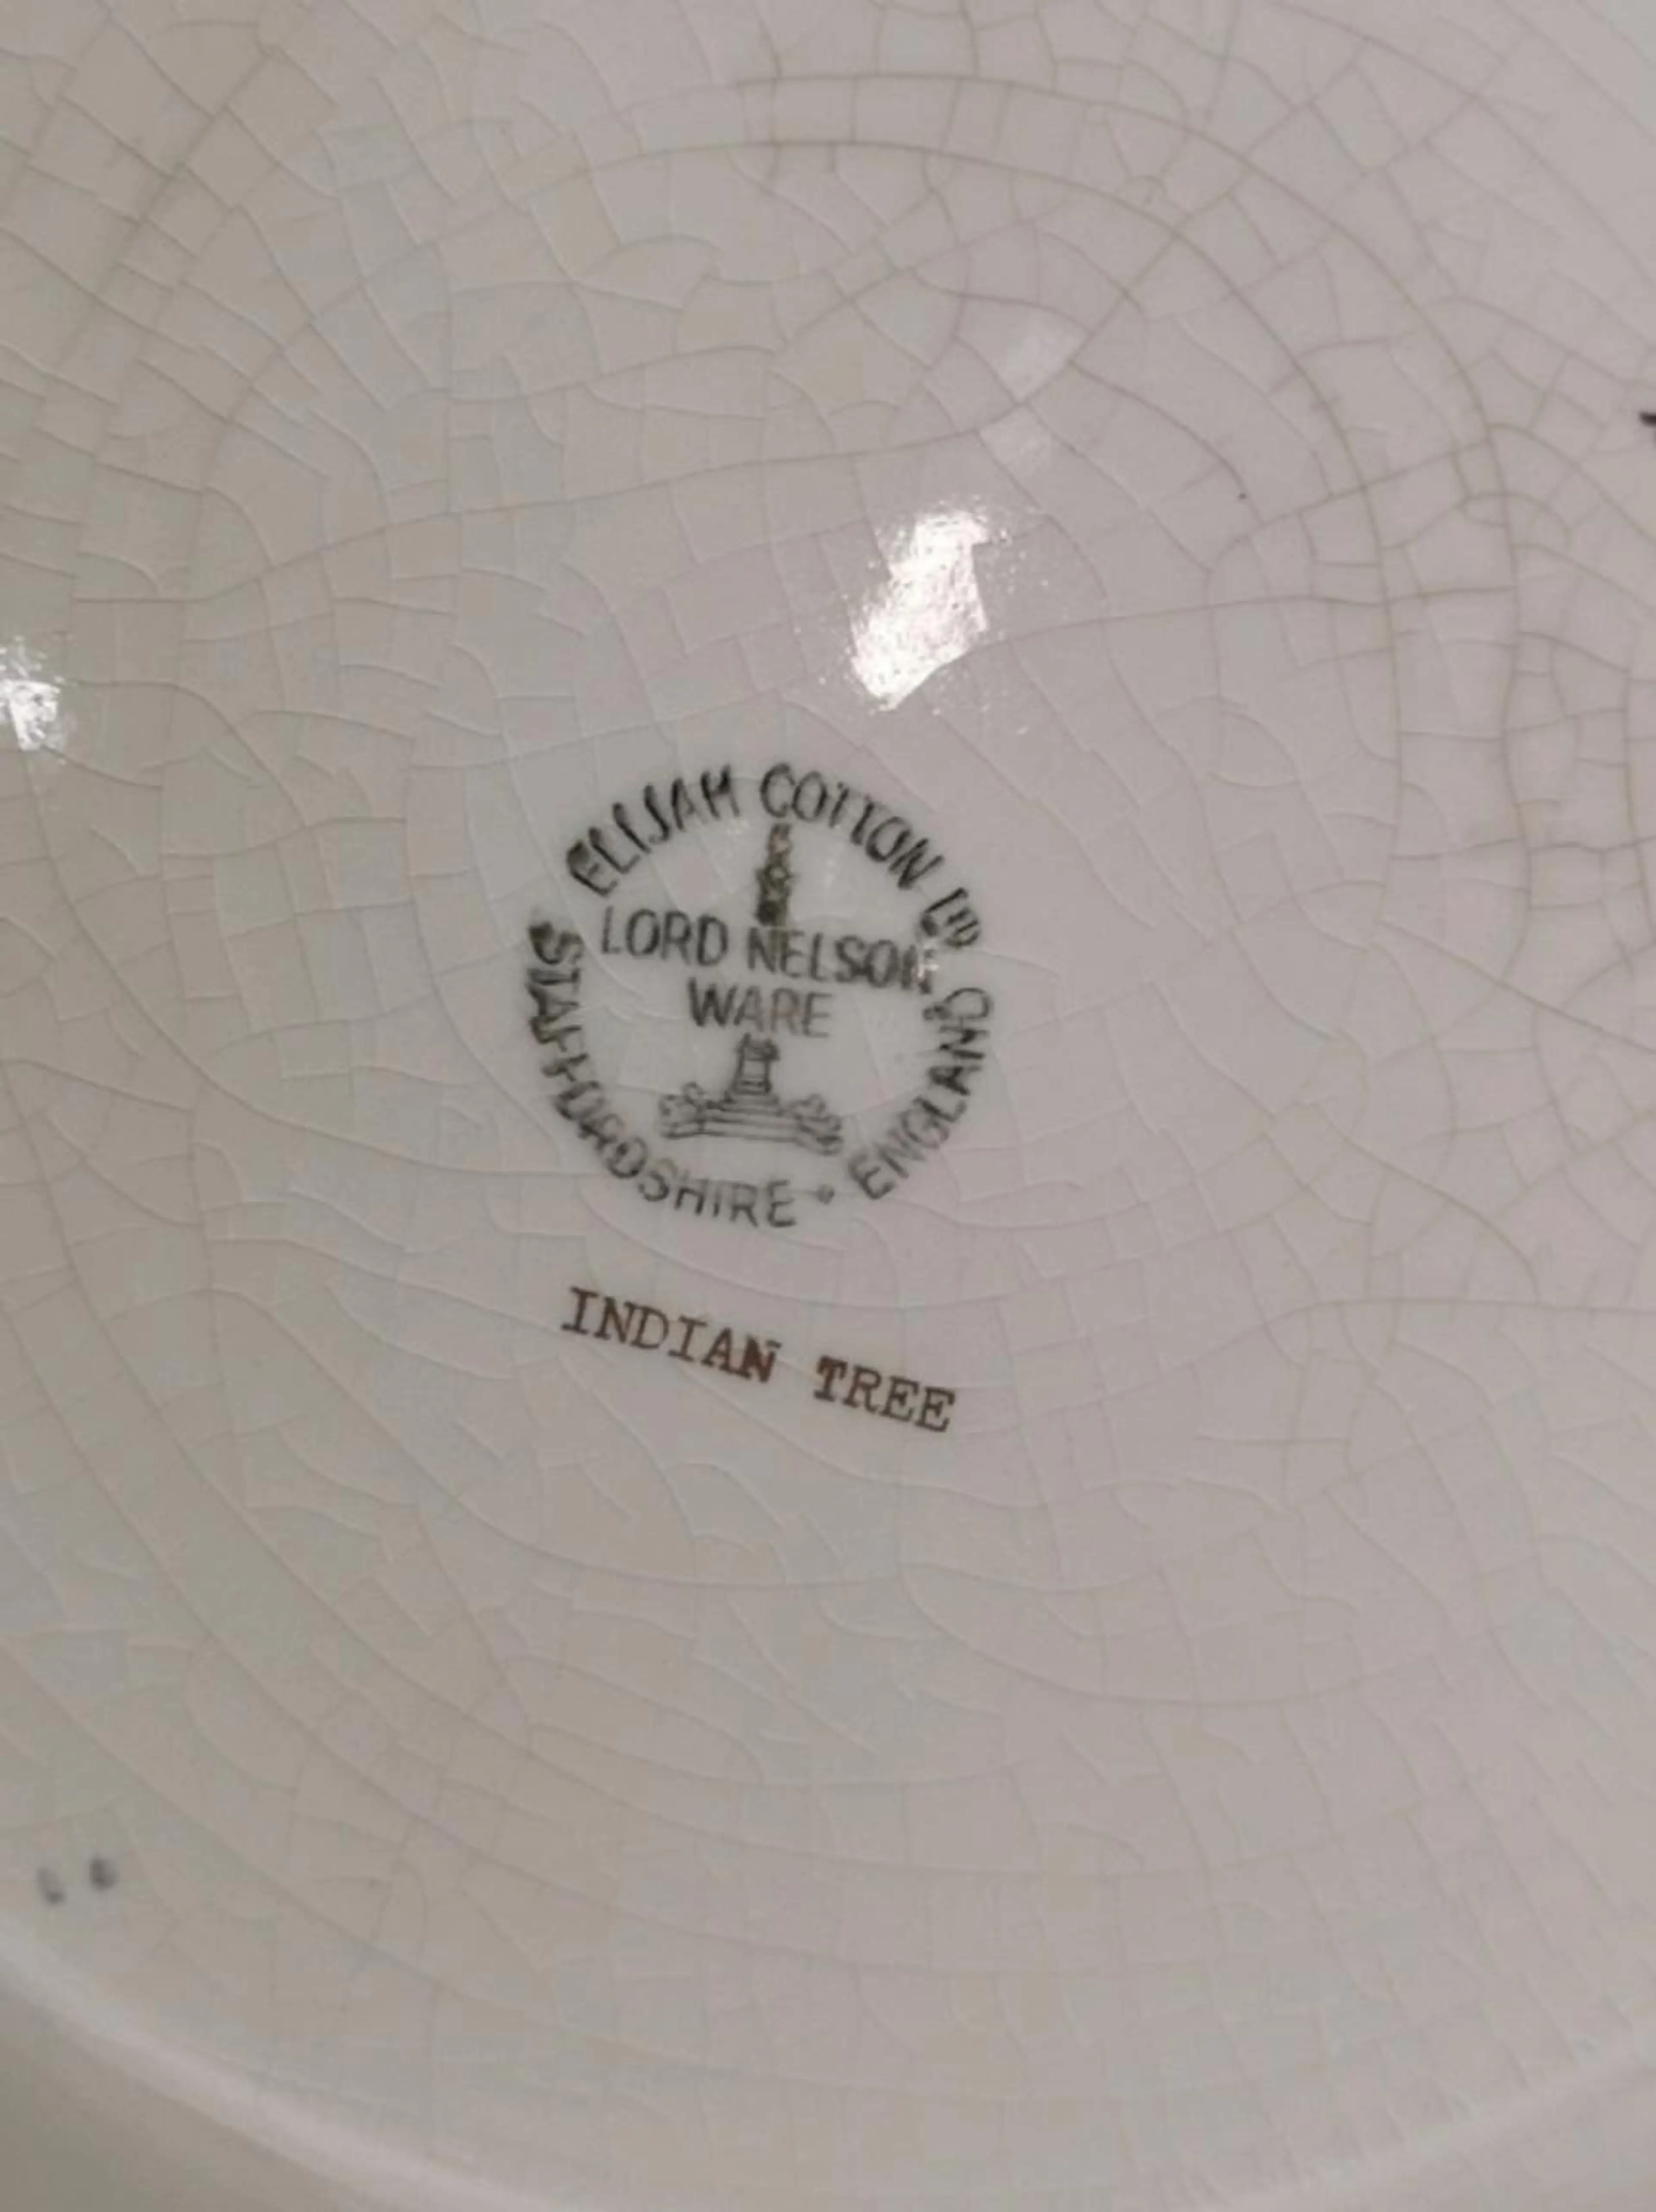 ELIJAH COTTON LTD
LORD NELSON
WARE
STAFFORDSHIRE • ENGLAND
INDIAN TREE